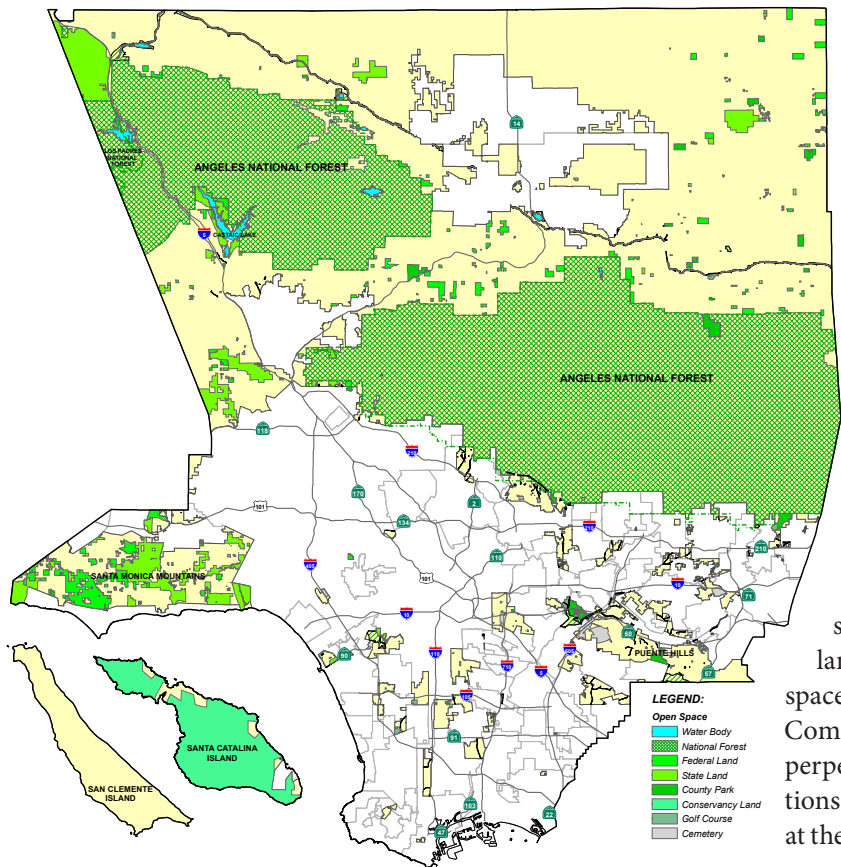 14
LOS PADRES
NATIONAL
FOREST
ANGELES NATIONAL FOREST
5
CASTAIC LAKE
ANGELES NATIONAL FOREST
118
210
170
2
101
134
210
110
210
405
101
10
71
SANTA MONICA MOUNTAINS
10
60
90
110
710
605
5
PUENTE HILLS
57
105
91
103
22
47
SANTA CATALINA
ISLAND
SAN CLEMENTE
ISLAND
LEGEND:
Open Space
Water Body
National Forest
Federal Land
State Land
County Park
Conservancy Land
Golf Course
Cemetery
s
lan
space
Com
perpe
tions
at the